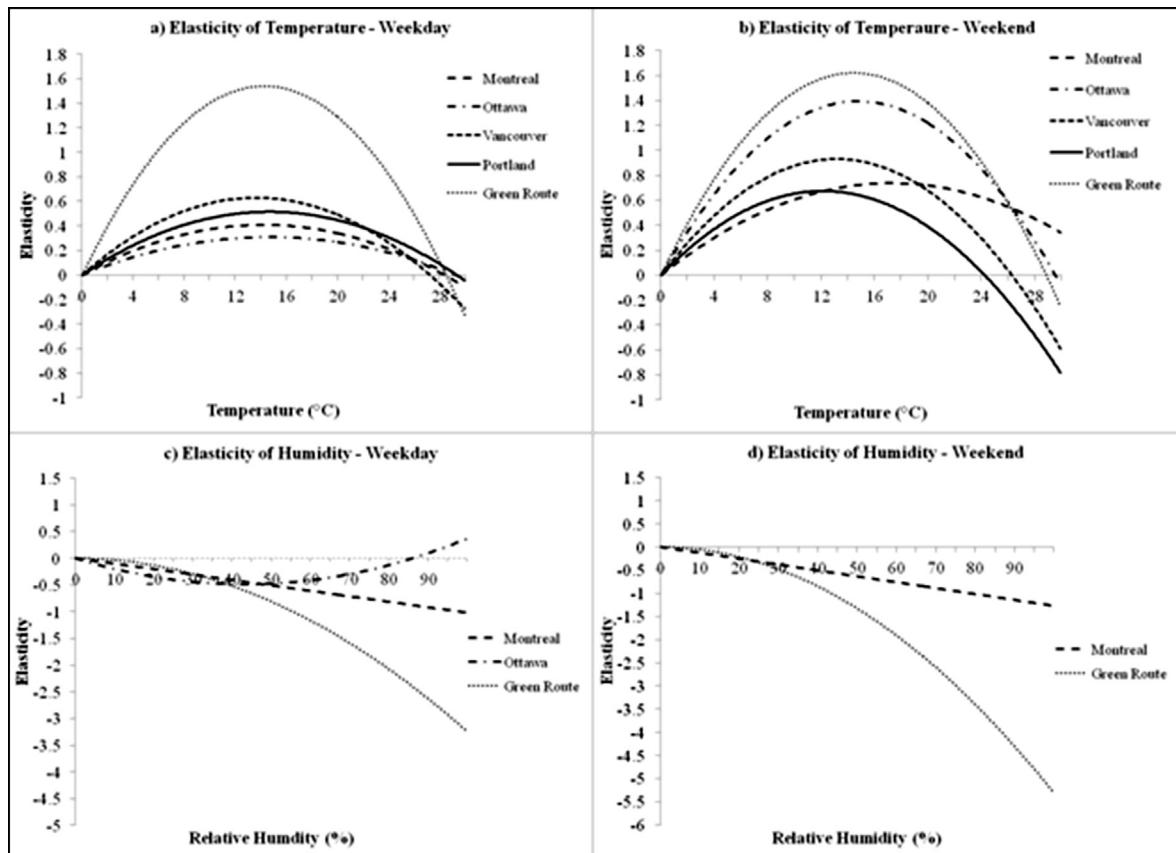 a) Elasticity of Temperature - Weekday
1.8
1.6
1.4
1.2
1
0.8
0.6
0.4
0.2
0
-0.2
-0.4
-0.6
-0.8
-1
0 4 8 12 16 20 24 28
Elasticity
Temperature (°C)
Montreal
Ottawa
Vancouver
Portland
Green Route
b) Elasticity of Temperaure - Weekend
1.8
1.6
1.4
1.2
1
0.8
0.6
0.4
0.2
0
-0.2
-0.4
-0.6
-0.8
-1
0 4 8 12 16 20 24 28
Elasticity
Temperature (°C)
Montreal
Ottawa
Vancouver
Portland
Green Route
c) Elasticity of Humidity - Weekday
1.5
1
0.5
0
-0.5
-1
-1.5
-2
-2.5
-3
-3.5
-4
-4.5
-5
0 10 20 30 40 50 60 70 80 90
Elasticity
Relative Humdity (%)
Montreal
Ottawa
Green Route
d) Elasticity of Humidity - Weekend
1.5
1
0.5
0
-0.5
-1
-1.5
-2
-2.5
-3
-3.5
-4
-4.5
-5
-5.5
-6
0 10 20 30 40 50 60 70 80 90
Elasticity
Relative Humidity (%)
Montreal
Green Route